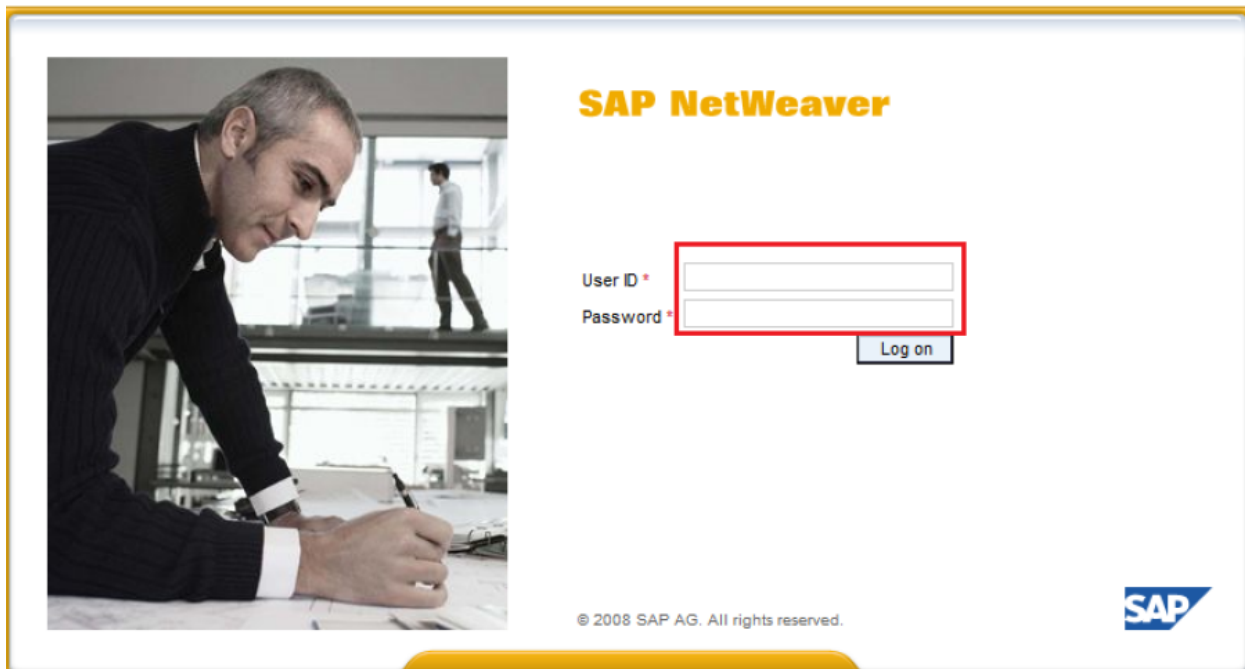 SAP NetWeaver
User ID *
Password *
Log on
© 2008 SAP AG. All rights reserved.
SAP